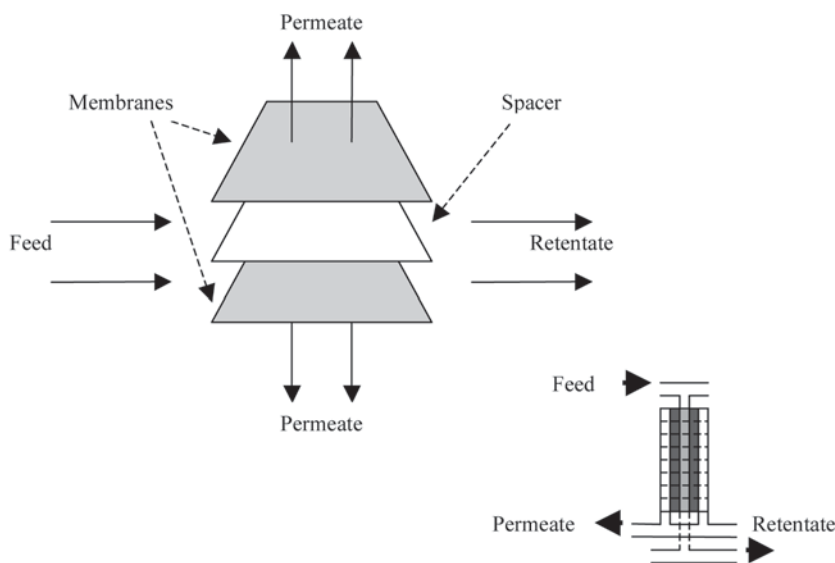 Permeate
Membranes
Spacer
Feed
Retentate
Permeate
Feed
Permeate
Retentate